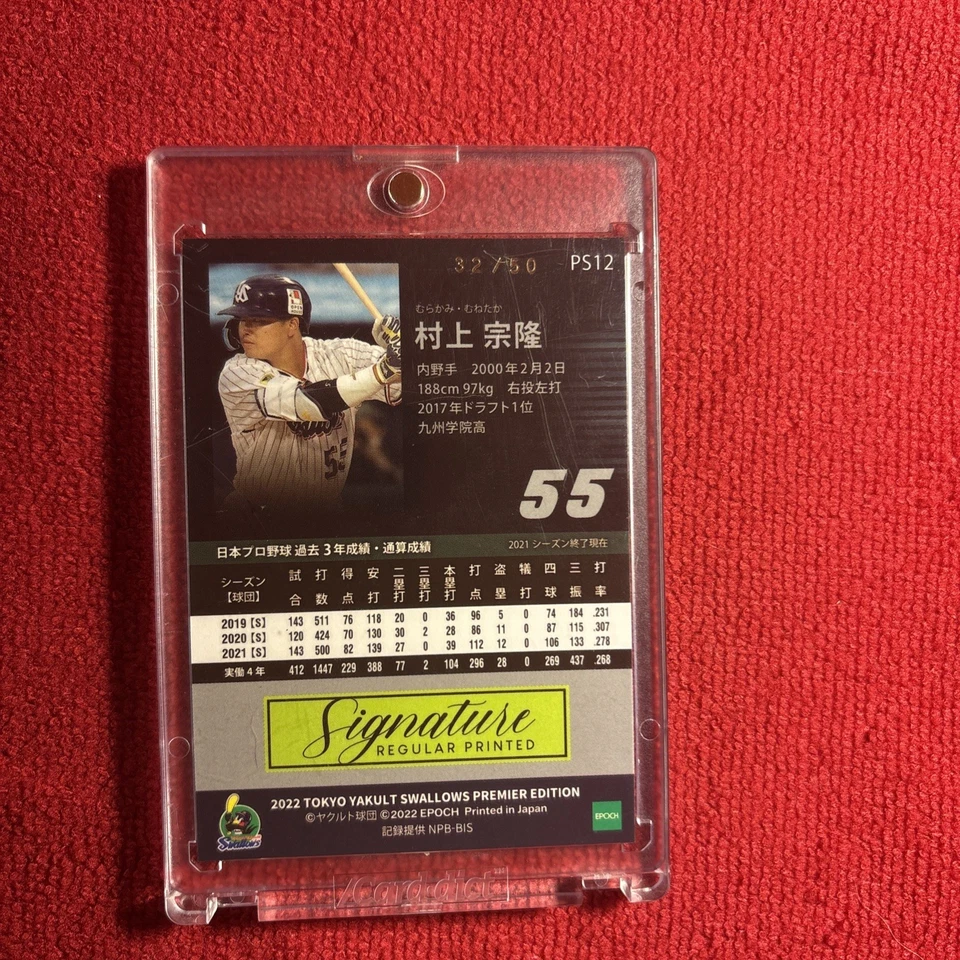 32/50 PS12
むらかみ・むねたか
村上 宗隆
内野手 2000年2月2日
188cm 97kg 右投左打
2017年ドラフト1位
九州学院高
55
55
日本プロ野球 過去3年成績・通算成績 2021シーズン終了現在
シーズン【球団】 試合 打数 得点 安打 二塁打 三塁打 本塁打 打点 盗塁 犠打 四球 三振 打率
2019【S】 143 511 76 118 20 0 36 96 5 0 74 184 .231
2020【S】 120 424 70 130 30 2 28 86 11 0 87 115 .307
2021【S】 143 500 82 139 27 0 39 112 12 0 106 133 .278
実働4年 412 1447 229 388 77 2 104 296 28 0 269 437 .268
Signature
REGULAR PRINTED
2022 TOKYO YAKULT SWALLOWS PREMIER EDITION
©ヤクルト球団 ©2022 EPOCH Printed in Japan
記録提供 NPB-BIS
Swallows
EPOCH